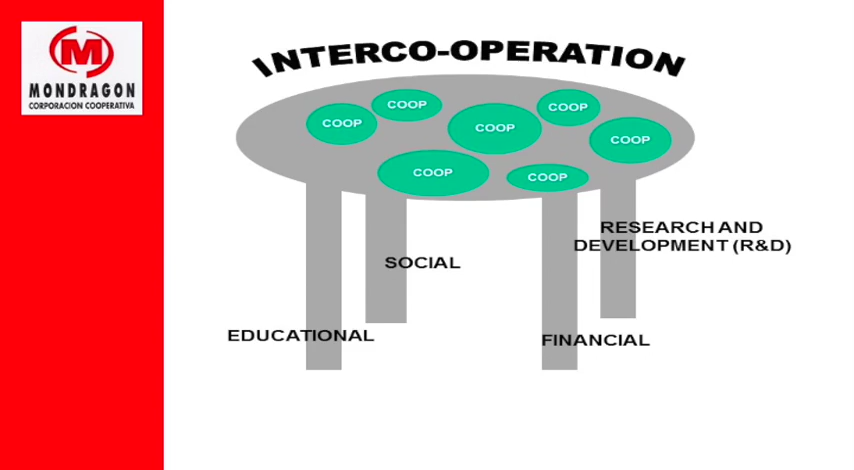 M
MONDRAGON
CORPORACION COOPERATIVA
INTERCO-OPERATION
COOP
COOP
COOP
COOP
COOP
COOP
COOP
RESEARCH AND
DEVELOPMENT (R&D)
SOCIAL
EDUCATIONAL
FINANCIAL